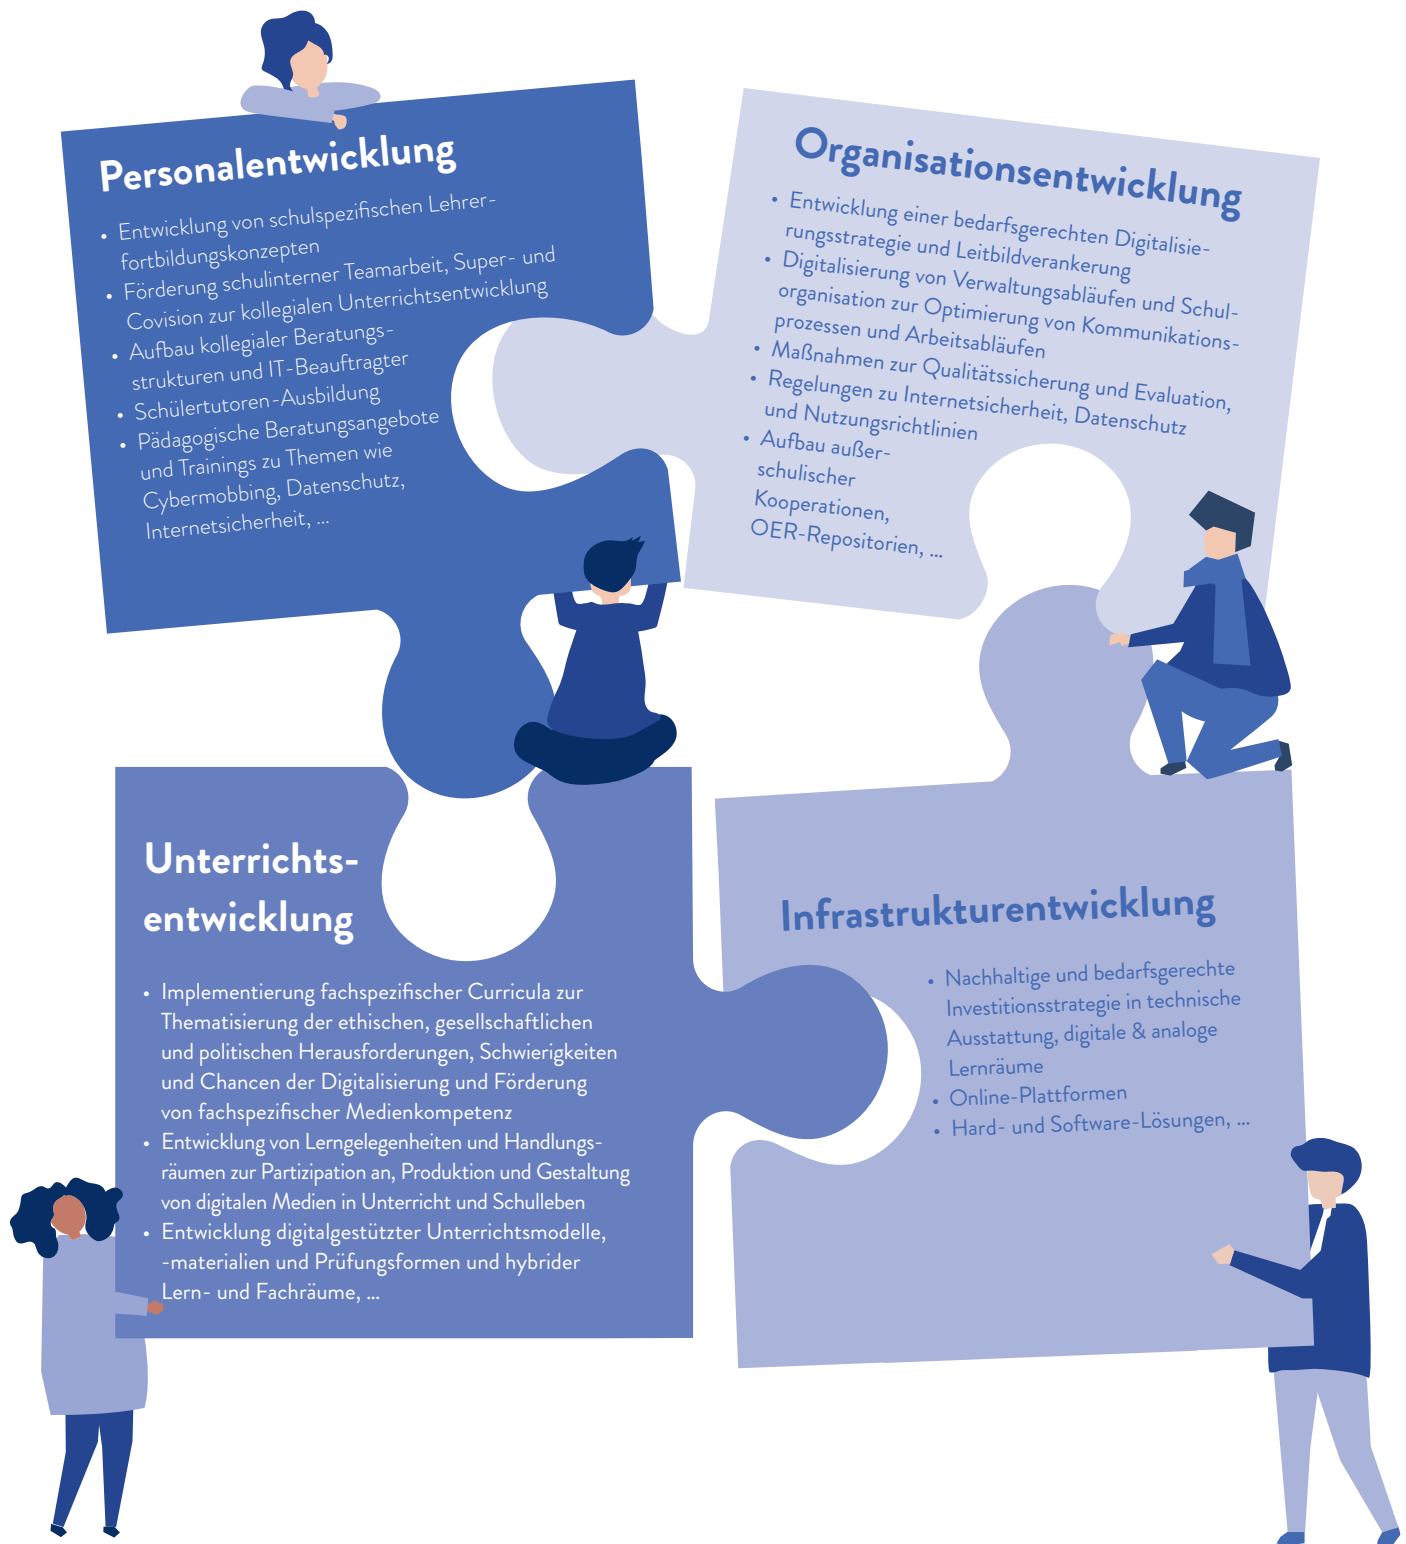 Personalentwicklung
• Entwicklung von schulspezifischen Lehrer-
fortbildungskonzepten
• Förderung schulinterner Teamarbeit, Super- und
Covision zur kollegialen Unterrichtsentwicklung
• Aufbau kollegialer Beratungs-
strukturen und IT-Beauftragter
• Schülertutoren-Ausbildung
• Pädagogische Beratungsangebote
und Trainings zu Themen wie
Cybermobbing, Datenschutz,
Internetsicherheit, ...
Organisationsentwicklung
• Entwicklung einer bedarfsgerechten Digitalisie-
rungsstrategie und Leitbildverankerung
• Digitalisierung von Verwaltungsabläufen und Schul-
organisation zur Optimierung von Kommunikations-
prozessen und Arbeitsabläufen
• Maßnahmen zur Qualitätssicherung und Evaluation,
• Regelungen zu Internetsicherheit, Datenschutz
und Nutzungsrichtlinien
• Aufbau außer-
schulischer
Kooperationen,
OER-Repositorien, ...
Unterrichts-
entwicklung
• Implementierung fachspezifischer Curricula zur
Thematisierung der ethischen, gesellschaftlichen
und politischen Herausforderungen, Schwierigkeiten
und Chancen der Digitalisierung und Förderung
von fachspezifischer Medienkompetenz
• Entwicklung von Lerngelegenheiten und Handlungs-
räumen zur Partizipation an, Produktion und Gestaltung
von digitalen Medien in Unterricht und Schulleben
• Entwicklung digitalgestützter Unterrichtsmodelle,
-materialien und Prüfungsformen und hybrider
Lern- und Fachräume, ...
Infrastrukturentwicklung
• Nachhaltige und bedarfsgerechte
Investitionsstrategie in technische
Ausstattung, digitale & analoge
Lernräume
• Online-Plattformen
• Hard- und Software-Lösungen, ...